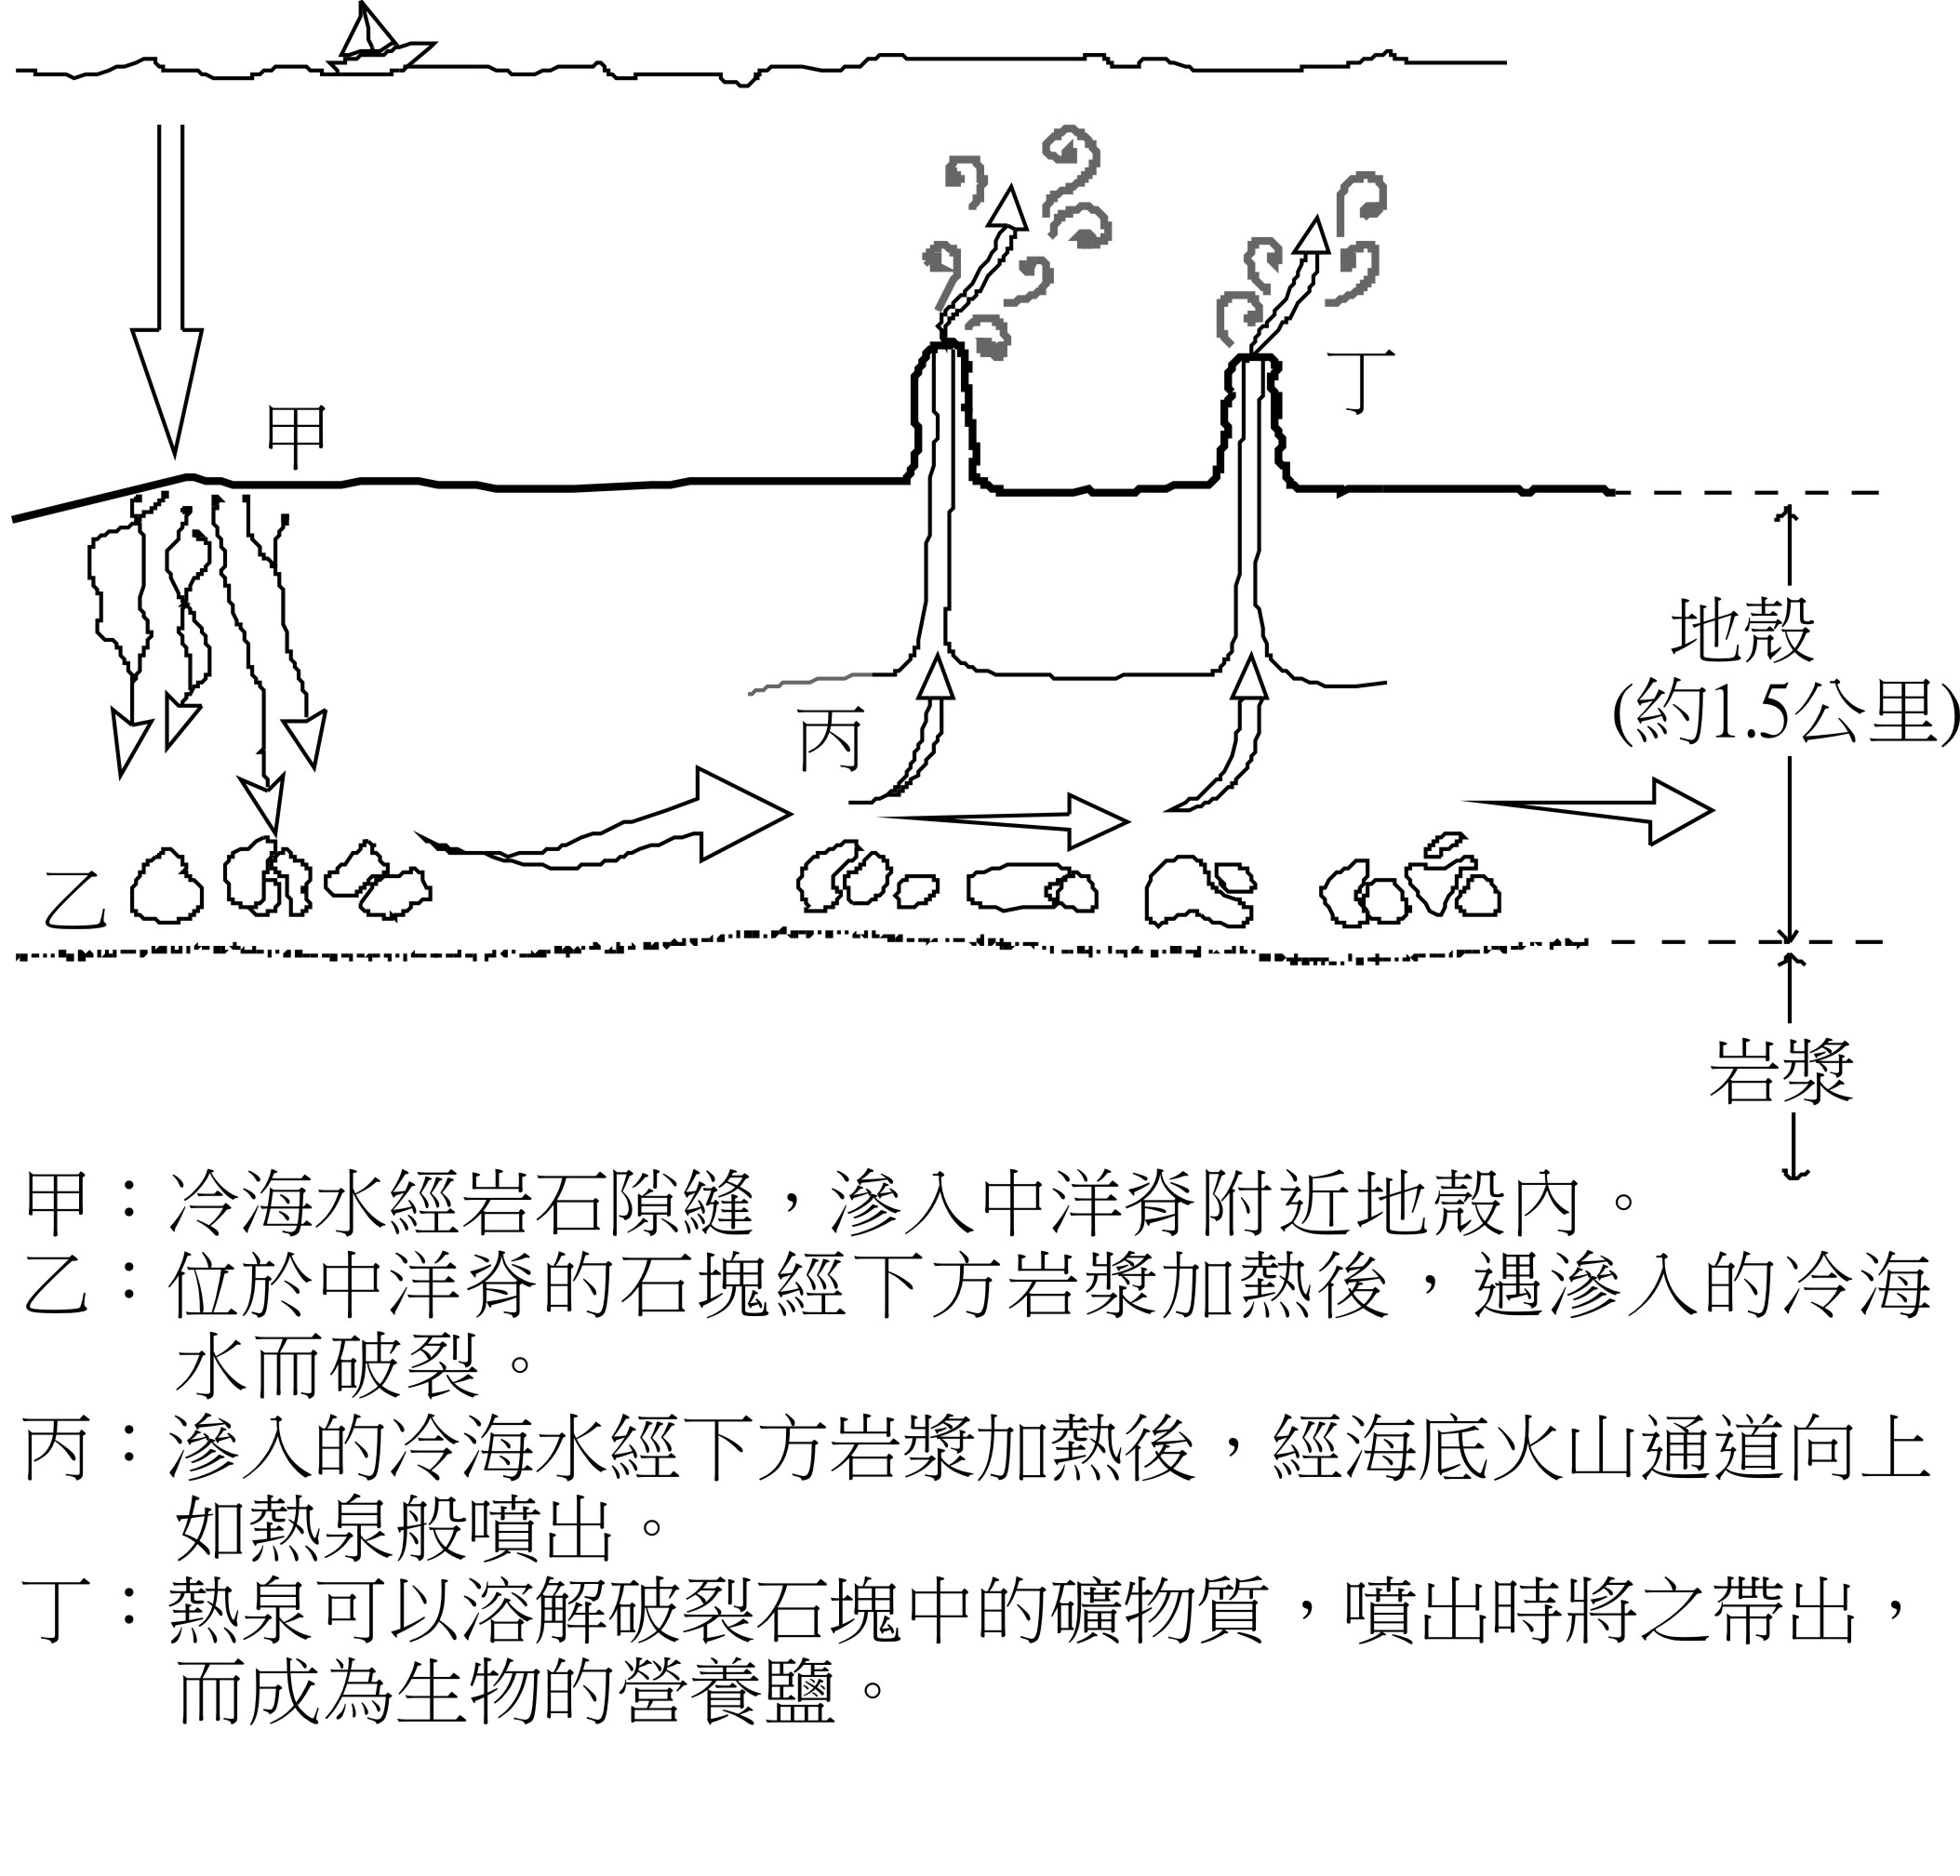 甲
丁
地殼
(約1.5公里)
丙
乙
岩漿
甲：冷海水經岩石隙縫，滲入中洋脊附近地殼內。
乙：位於中洋脊的石塊經下方岩漿加熱後，遇滲入的冷海
水而破裂。
丙：滲入的冷海水經下方岩漿加熱後，經海底火山通道向上
如熱泉般噴出。
丁：熱泉可以溶解破裂石塊中的礦物質，噴出時將之帶出，
而成為生物的營養鹽。